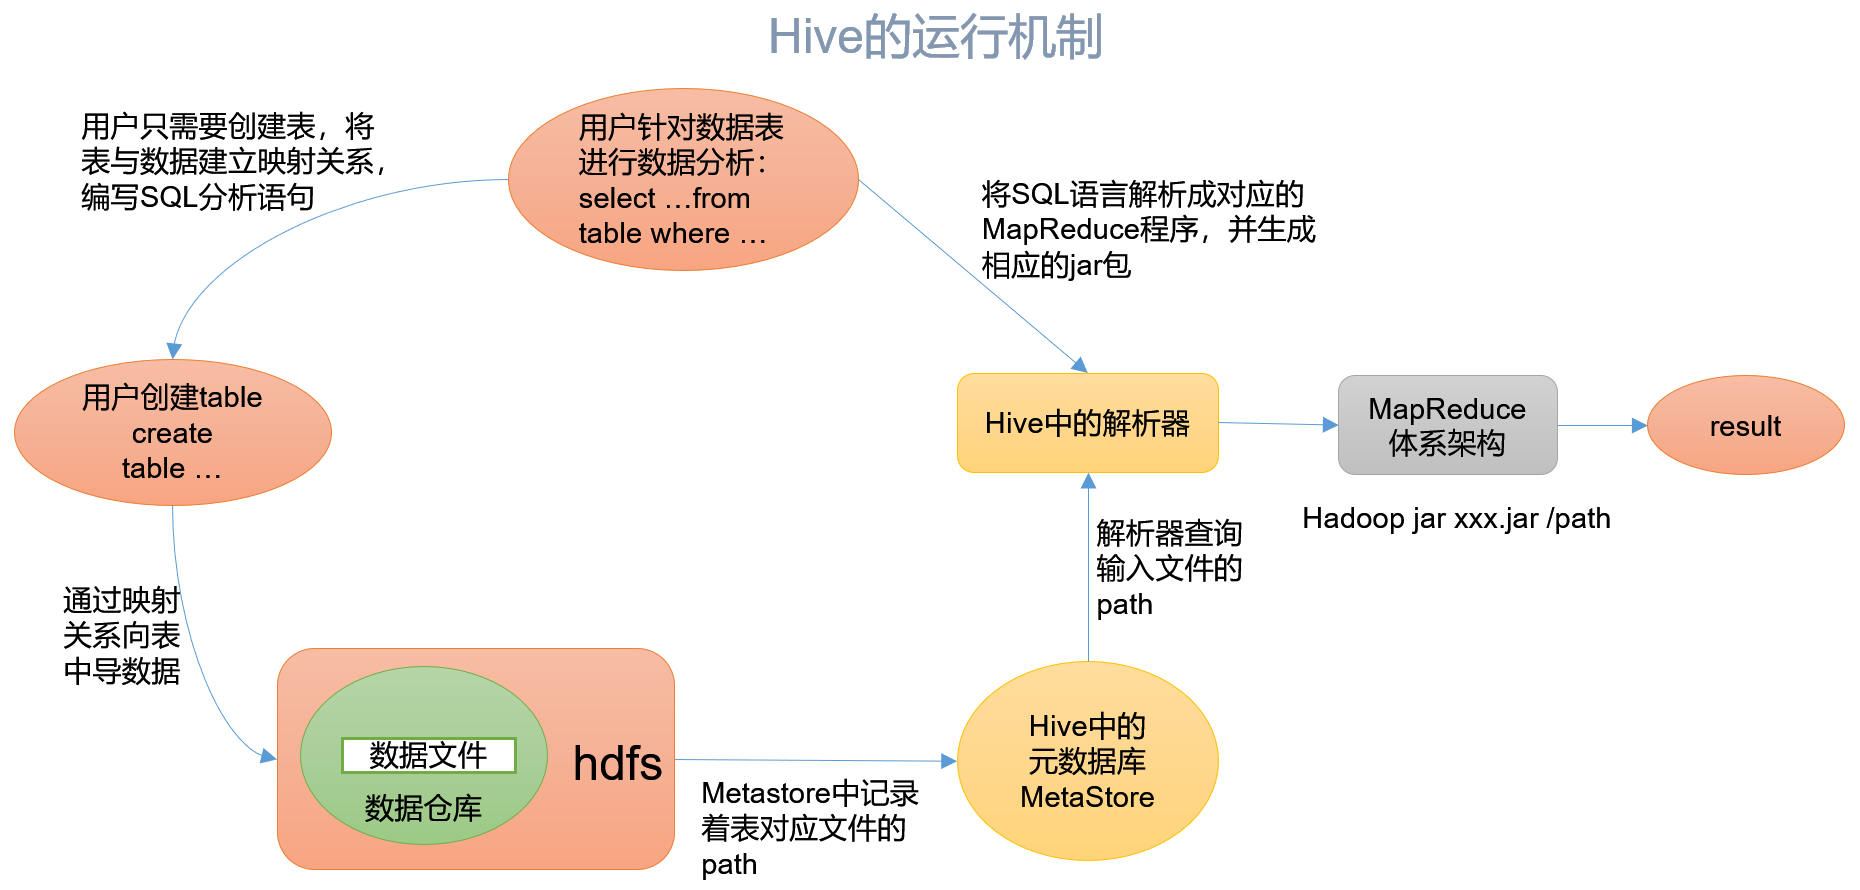 Hive的运行机制
用户只需要创建表，将
表与数据建立映射关系，
编写SQL分析语句
用户针对数据表
进行数据分析：
select …from
table where …
将SQL语言解析成对应的
MapReduce程序，并生成
相应的jar包
用户创建table
create
table …
Hive中的解析器
MapReduce
体系架构
result
Hadoop jar xxx.jar /path
解析器查询
输入文件的
path
通过映射
关系向表
中导数据
数据文件
数据仓库
hdfs
Metastore中记录
着表对应文件的
path
Hive中的
元数据库
MetaStore